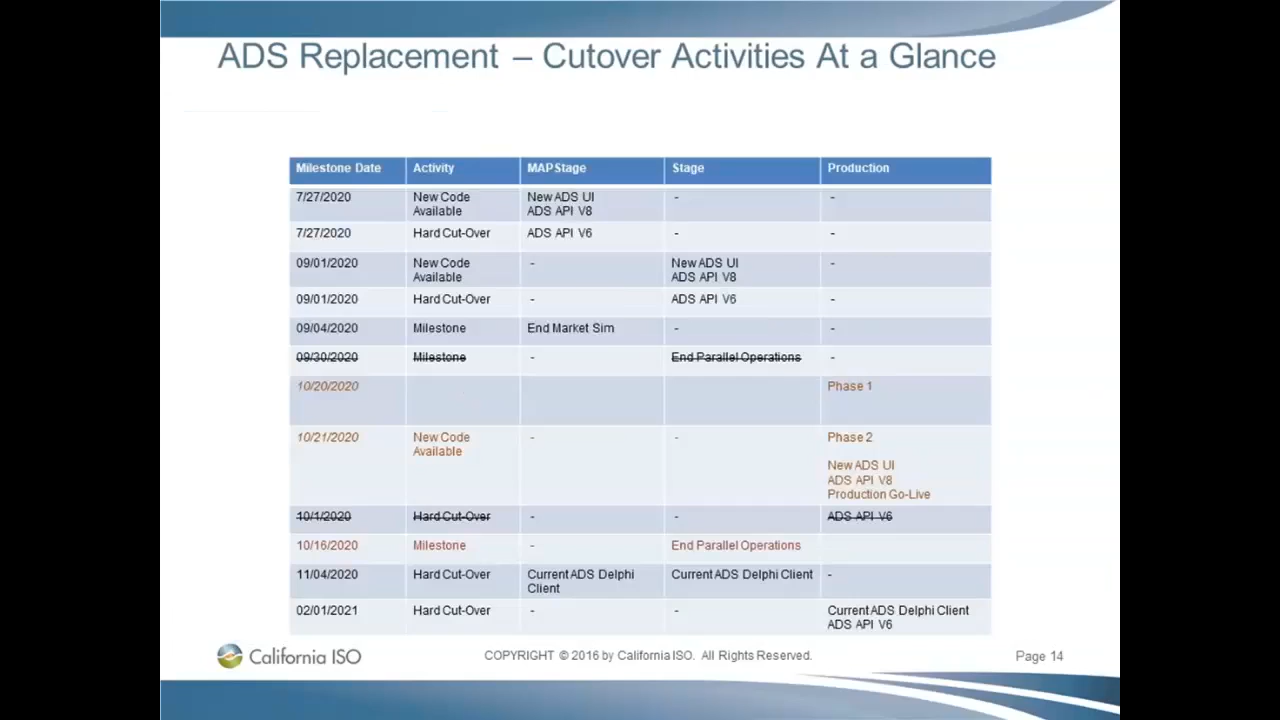 ADS Replacement – Cutover Activities At a Glance
Milestone Date Activity MAPStage Stage Production
7/27/2020 New Code Available New ADS UI ADS API V8 - -
7/27/2020 Hard Cut-Over ADS API V6 - -
09/01/2020 New Code Available - New ADS UI ADS API V8 -
09/01/2020 Hard Cut-Over - ADS API V6 -
09/04/2020 Milestone End Market Sim - -
09/30/2020 Milestone - End Parallel Operations -
10/20/2020 Phase 1
10/21/2020 New Code Available - - Phase 2
New ADS UI
ADS API V8
Production Go-Live
10/1/2020 Hard Cut-Over - - ADS API V6
10/16/2020 Milestone - End Parallel Operations
11/04/2020 Hard Cut-Over Current ADS Delphi Client Current ADS Delphi Client -
02/01/2021 Hard Cut-Over - - Current ADS Delphi Client
ADS API V6
California ISO
COPYRIGHT © 2016 by California ISO. All Rights Reserved.
Page 14